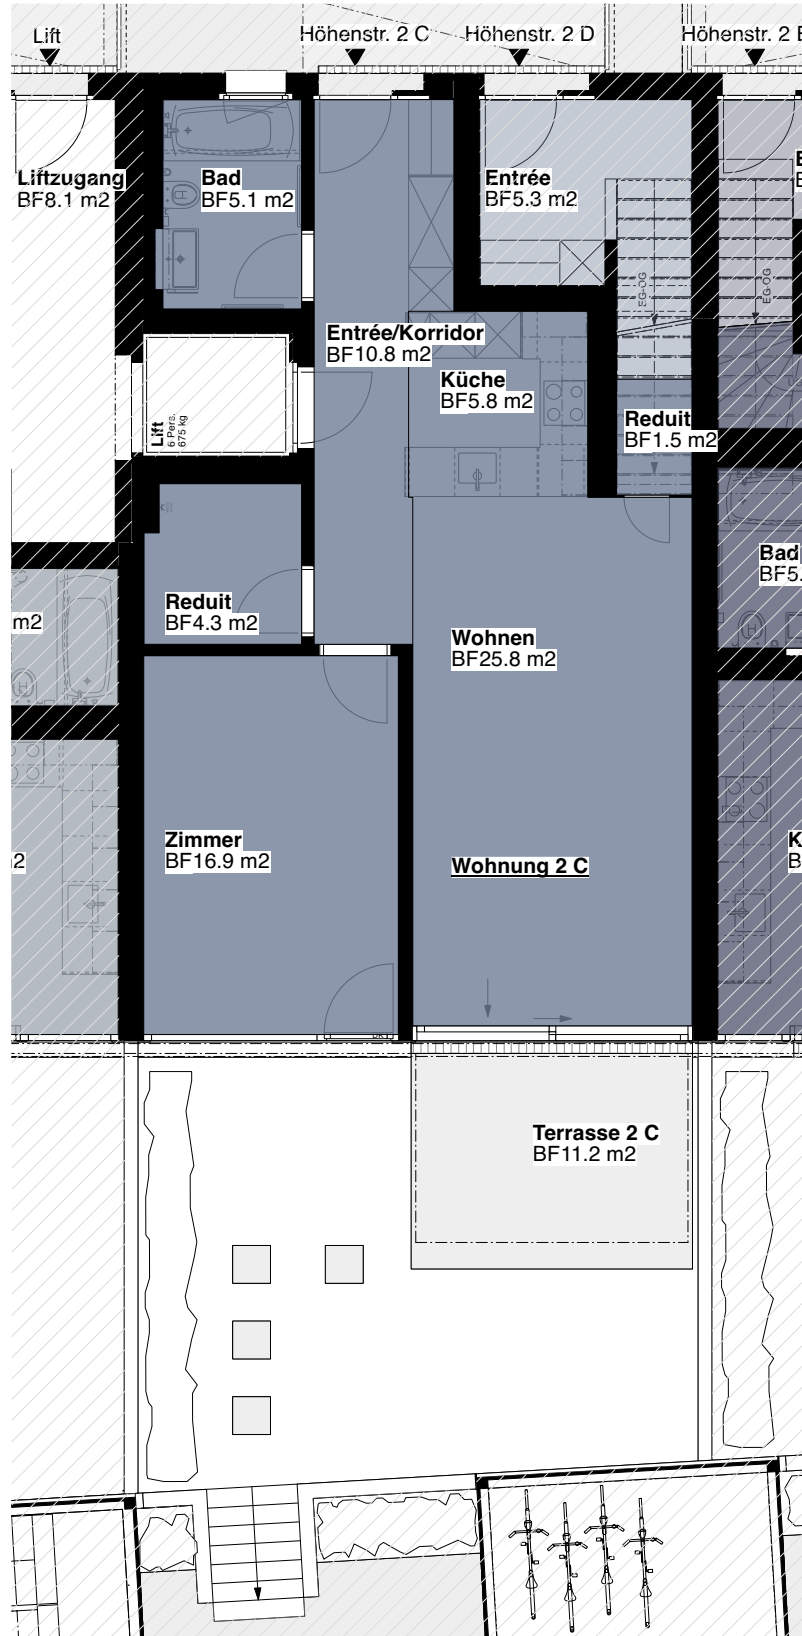 Lift
Höhenstr. 2 C
Höhenstr. 2 D
Höhenstr. 2 E
Liftzugang
BF8.1 m2
Bad
BF5.1 m2
Entrée
BF5.3 m2
EG-OG
EG-OG
Entrée/Korridor
BF10.8 m2
Küche
BF5.8 m2
Lift
6 Pers.
675 kg
Reduit
BF1.5 m2
Bad
BF5.
Reduit
BF4.3 m2
m2
Wohnen
BF25.8 m2
Zimmer
BF16.9 m2
Wohnung 2 C
Terrasse 2 C
BF11.2 m2